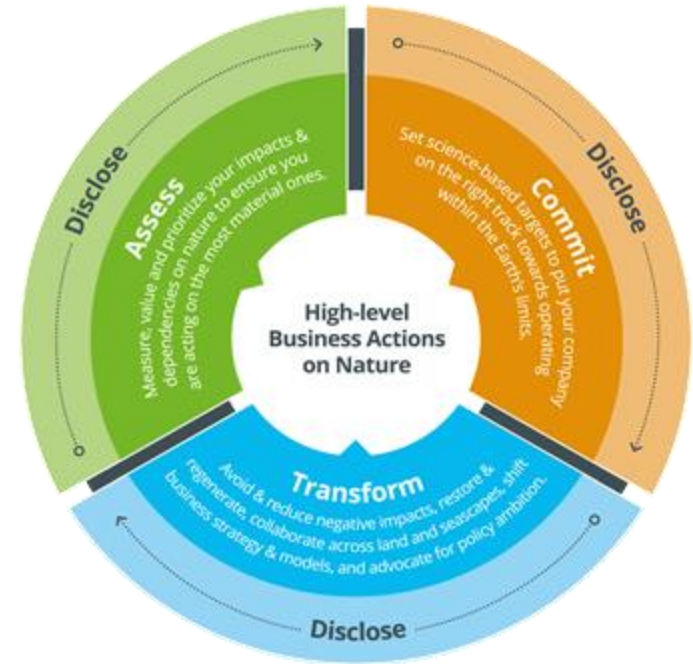 High-level
Business Actions
on Nature
Disclose
Assess
Measure, value and prioritize your impacts &
dependencies on nature to ensure you
are acting on the most material ones.
Disclose
Commit
Set science-based targets to put your company
on the right track towards operating
within the Earth's limits.
Transform
Avoid & reduce negative impacts, restore &
regenerate, collaborate across land and seascapes, shift
business strategy & models, and advocate for policy ambition.
Disclose